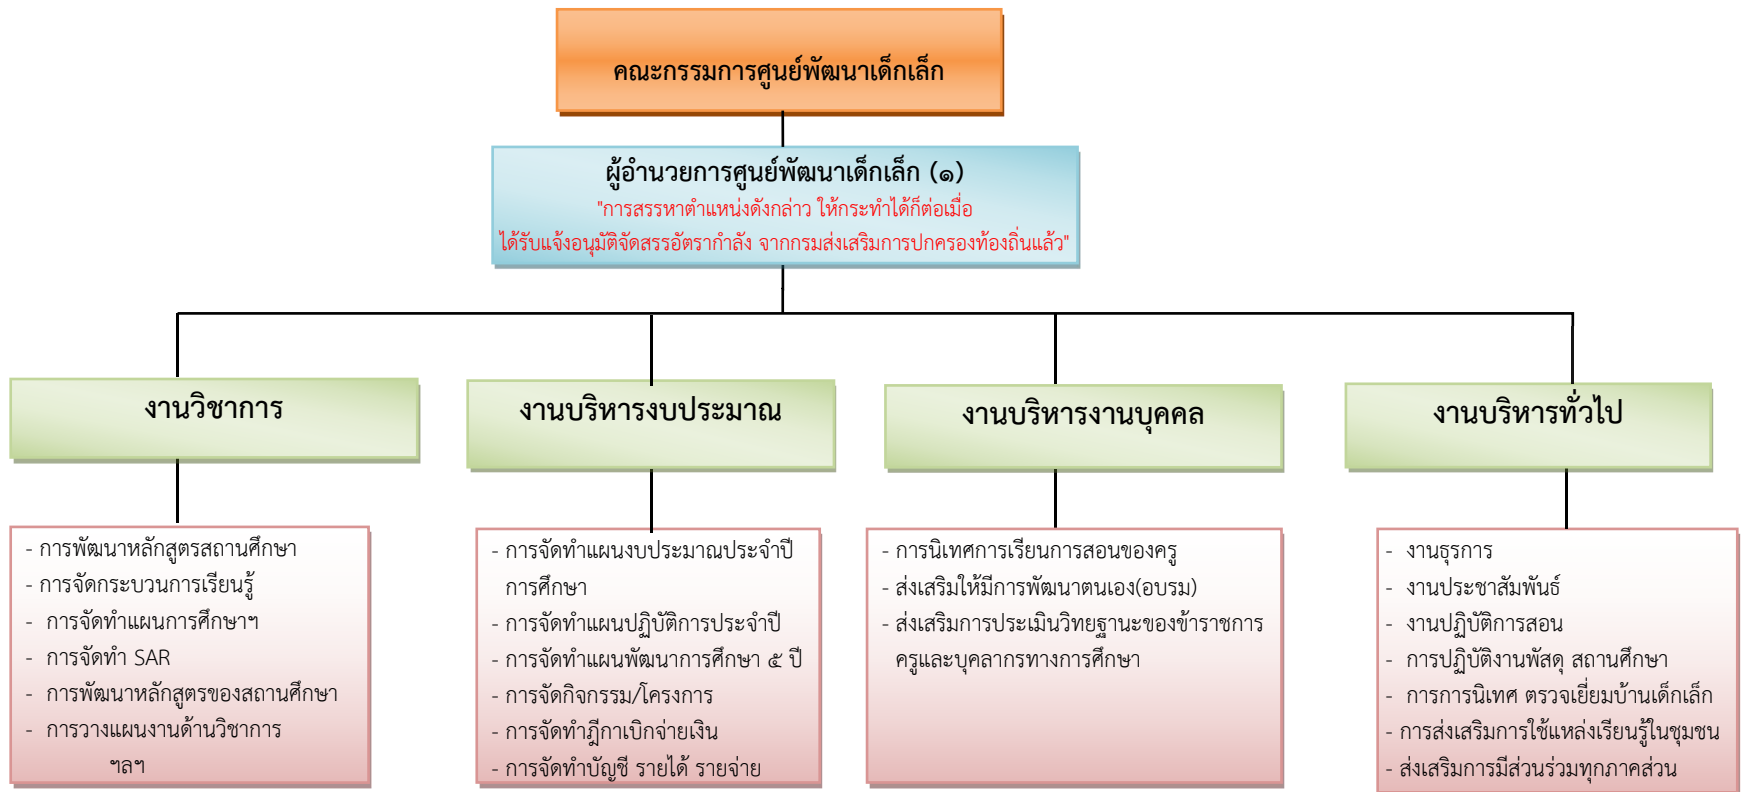 คณะกรรมการศูนย์พัฒนาเด็กเล็ก
ผู้อำนวยการศูนย์พัฒนาเด็กเล็ก (๑)
"การสรรหาตำแหน่งดังกล่าว ให้กระทำได้ก็ต่อเมื่อ
ได้รับแจ้งอนุมัติจัดสรรอัตรากำลัง จากกรมส่งเสริมการปกครองท้องถิ่นแล้ว"
งานวิชาการ
- การพัฒนาหลักสูตรสถานศึกษา
- การจัดกระบวนการเรียนรู้
- การจัดทำแผนการศึกษาฯ
- การจัดทำ SAR
- การพัฒนาหลักสูตรของสถานศึกษา
- การวางแผนงานด้านวิชาการ
ฯลฯ
งานบริหารงบประมาณ
- การจัดทำแผนงบประมาณประจำปี
การศึกษา
- การจัดทำแผนปฏิบัติการประจำปี
- การจัดทำแผนพัฒนาการศึกษา ๕ ปี
- การจัดกิจกรรม/โครงการ
- การจัดทำฎีกาเบิกจ่ายเงิน
- การจัดทำบัญชี รายได้ รายจ่าย
งานบริหารงานบุคคล
- การนิเทศการเรียนการสอนของครู
- ส่งเสริมให้มีการพัฒนาตนเอง(อบรม)
- ส่งเสริมการประเมินวิทยฐานะของข้าราชการ
ครูและบุคลากรทางการศึกษา
งานบริหารทั่วไป
- งานธุรการ
- งานประชาสัมพันธ์
- งานปฏิบัติการสอน
- การปฏิบัติงานพัสดุ สถานศึกษา
- การการนิเทศ ตรวจเยี่ยมบ้านเด็กเล็ก
- การส่งเสริมการใช้แหล่งเรียนรู้ในชุมชน
- ส่งเสริมการมีส่วนร่วมทุกภาคส่วน